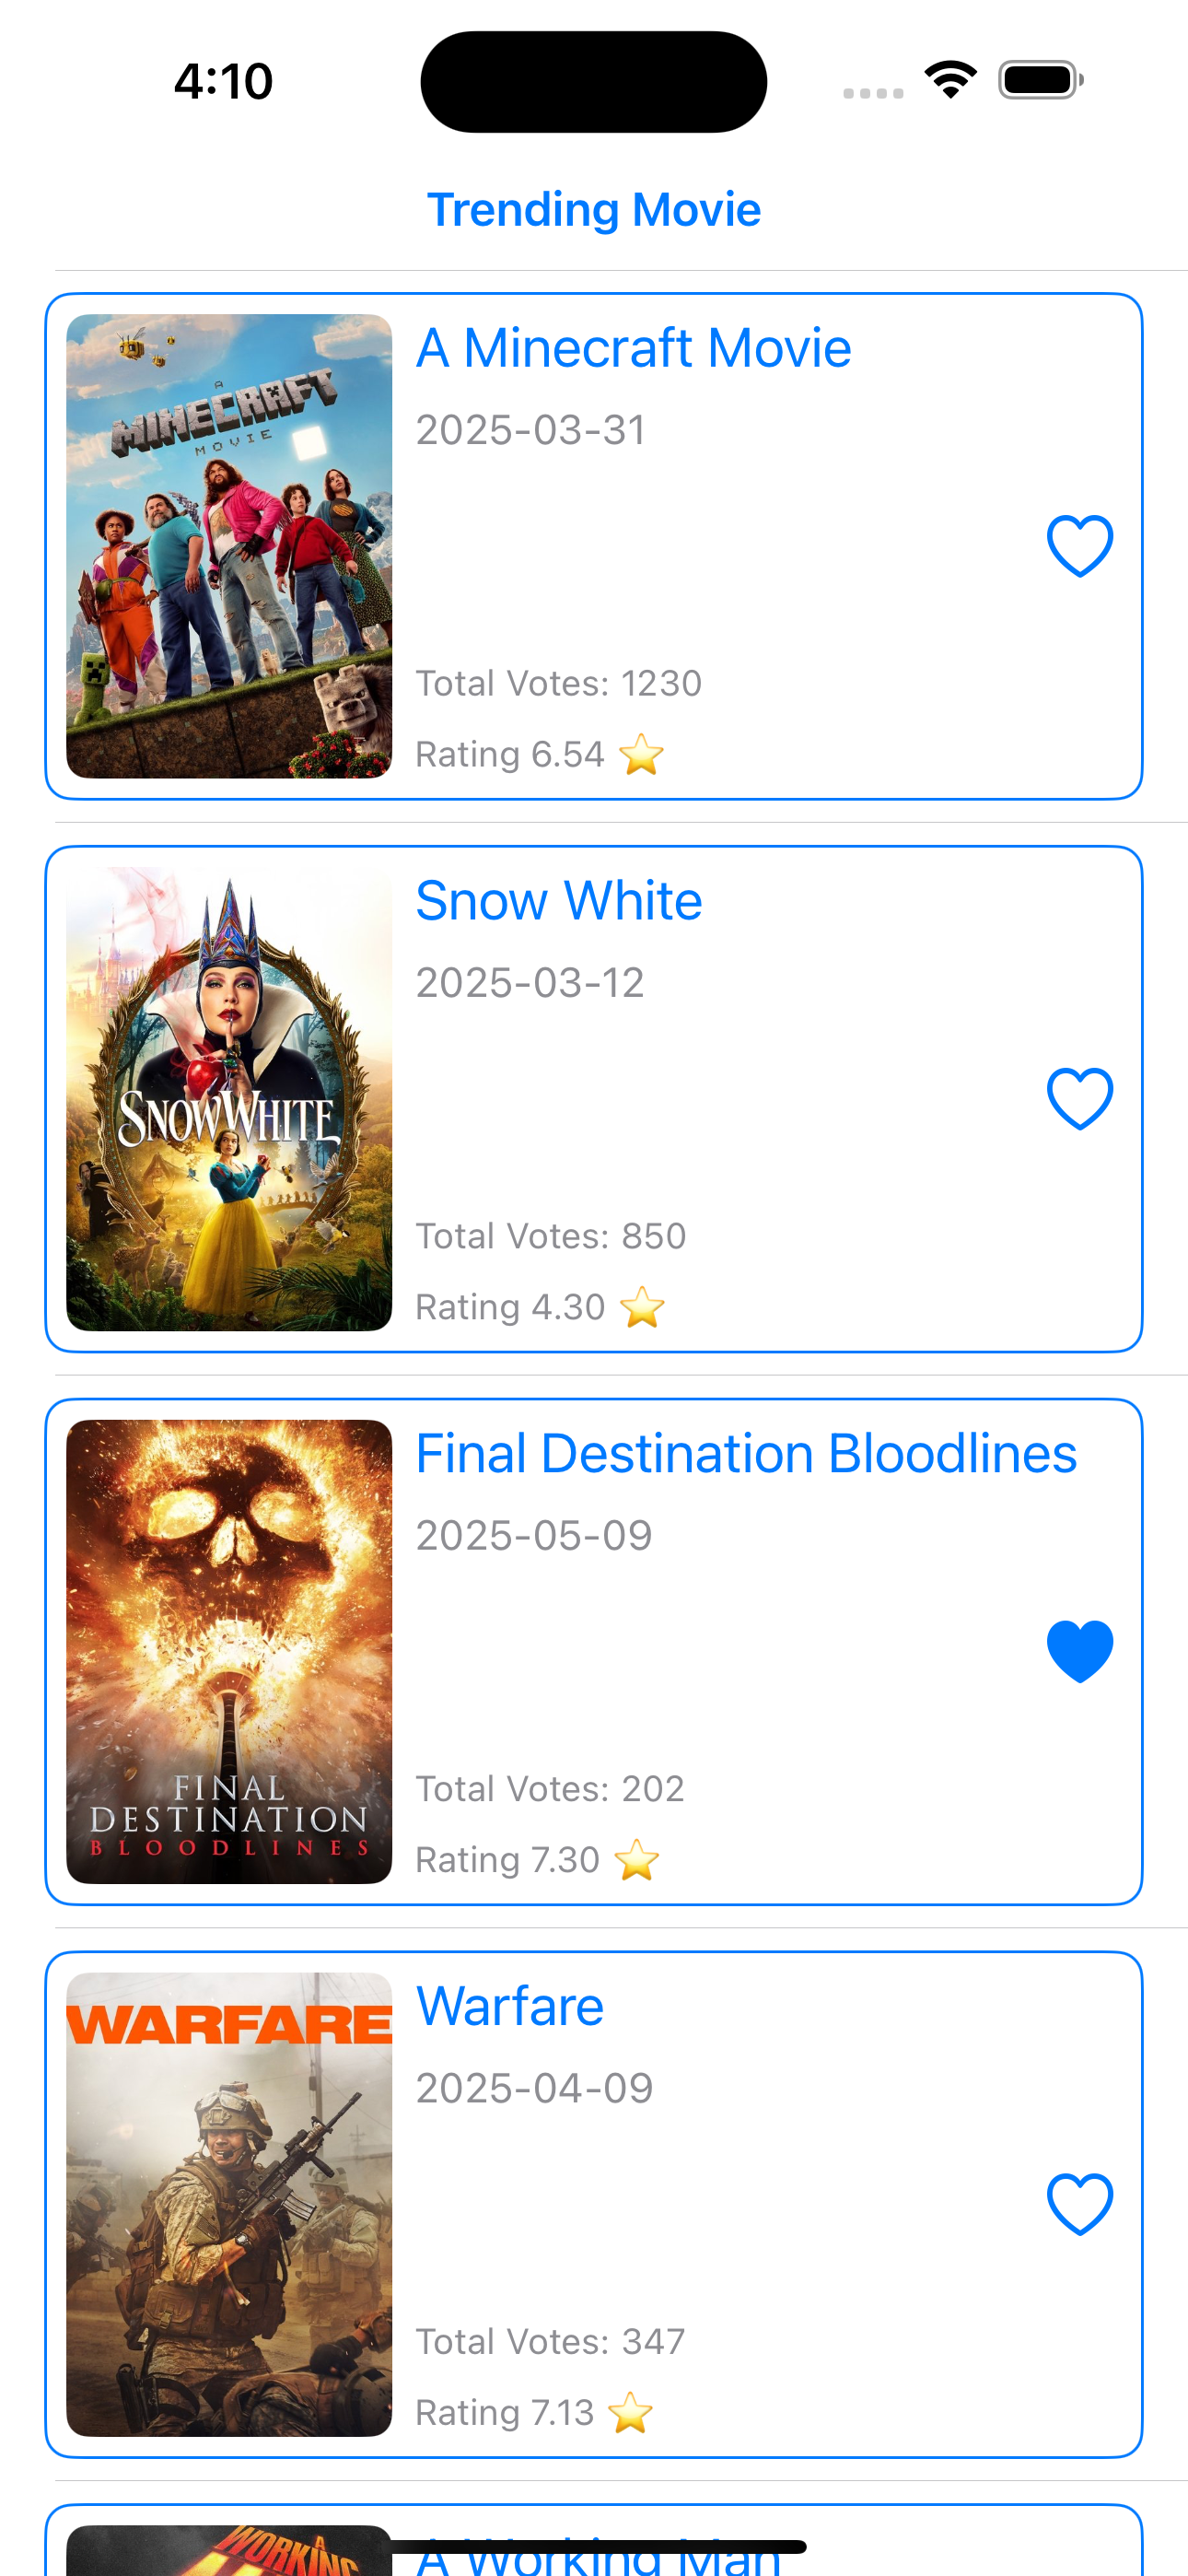 4:10
Trending Movie
A
MINECRAFT
MOVIE
A Minecraft Movie
2025-03-31
Total Votes: 1230
Rating 6.54 ⭐
SNOW WHITE
Snow White
2025-03-12
Total Votes: 850
Rating 4.30 ⭐
FINAL
DESTINATION
BLOODLINES
Final Destination Bloodlines
2025-05-09
Total Votes: 202
Rating 7.30 ⭐
WARFARE
Warfare
2025-04-09
Total Votes: 347
Rating 7.13 ⭐
A
WORKING
A Working Man